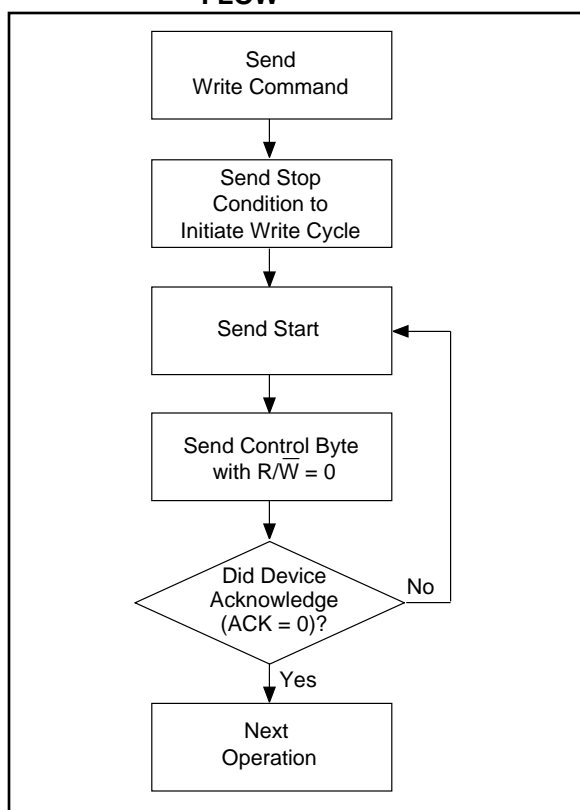 Send
Write Command
Send Stop
Condition to
Initiate Write Cycle
Send Start
Send Control Byte
with R/W̅ = 0
Did Device
Acknowledge
(ACK = 0)?
No
Yes
Next
Operation